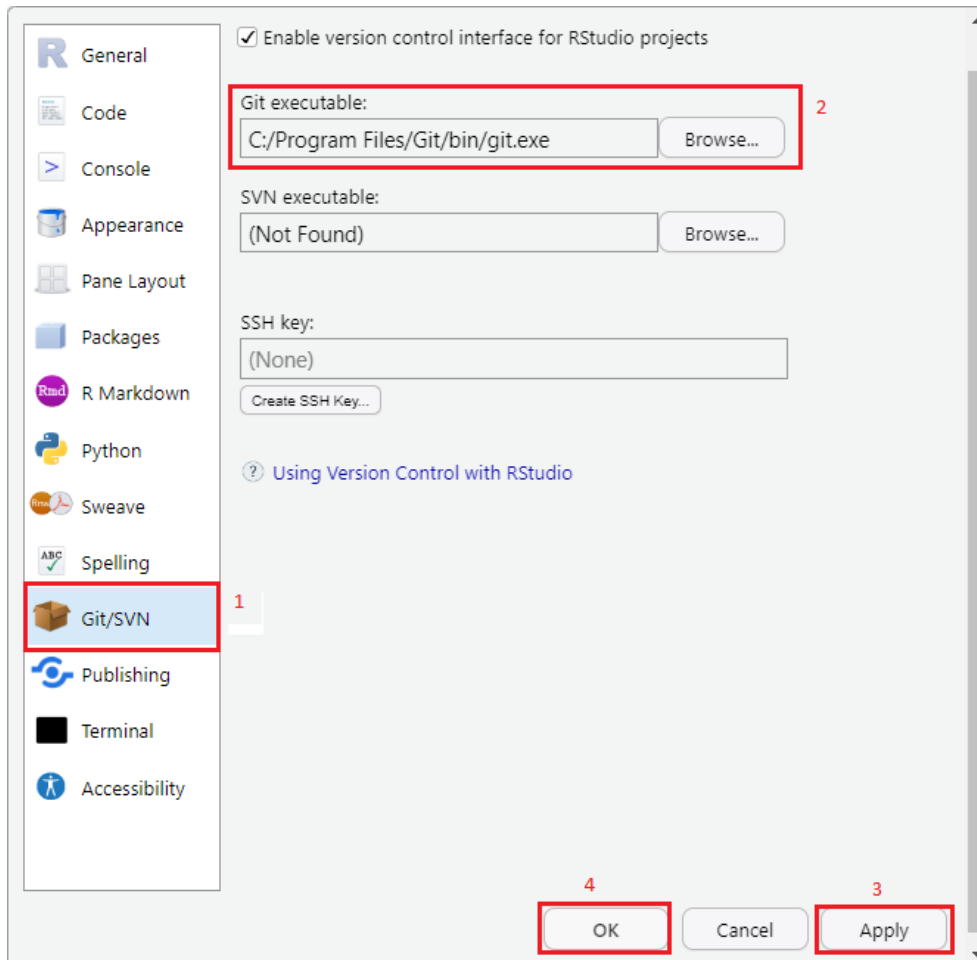 General
Code
Console
Appearance
Pane Layout
Packages
Rmd R Markdown
Python
Rnw Sweave
ABC Spelling
Git/SVN
Publishing
Terminal
Accessibility
1
Enable version control interface for RStudio projects
Git executable:
2
C:/Program Files/Git/bin/git.exe Browse...
SVN executable:
(Not Found) Browse...
SSH key:
(None)
Create SSH Key...
? Using Version Control with RStudio
4 3
OK Cancel Apply